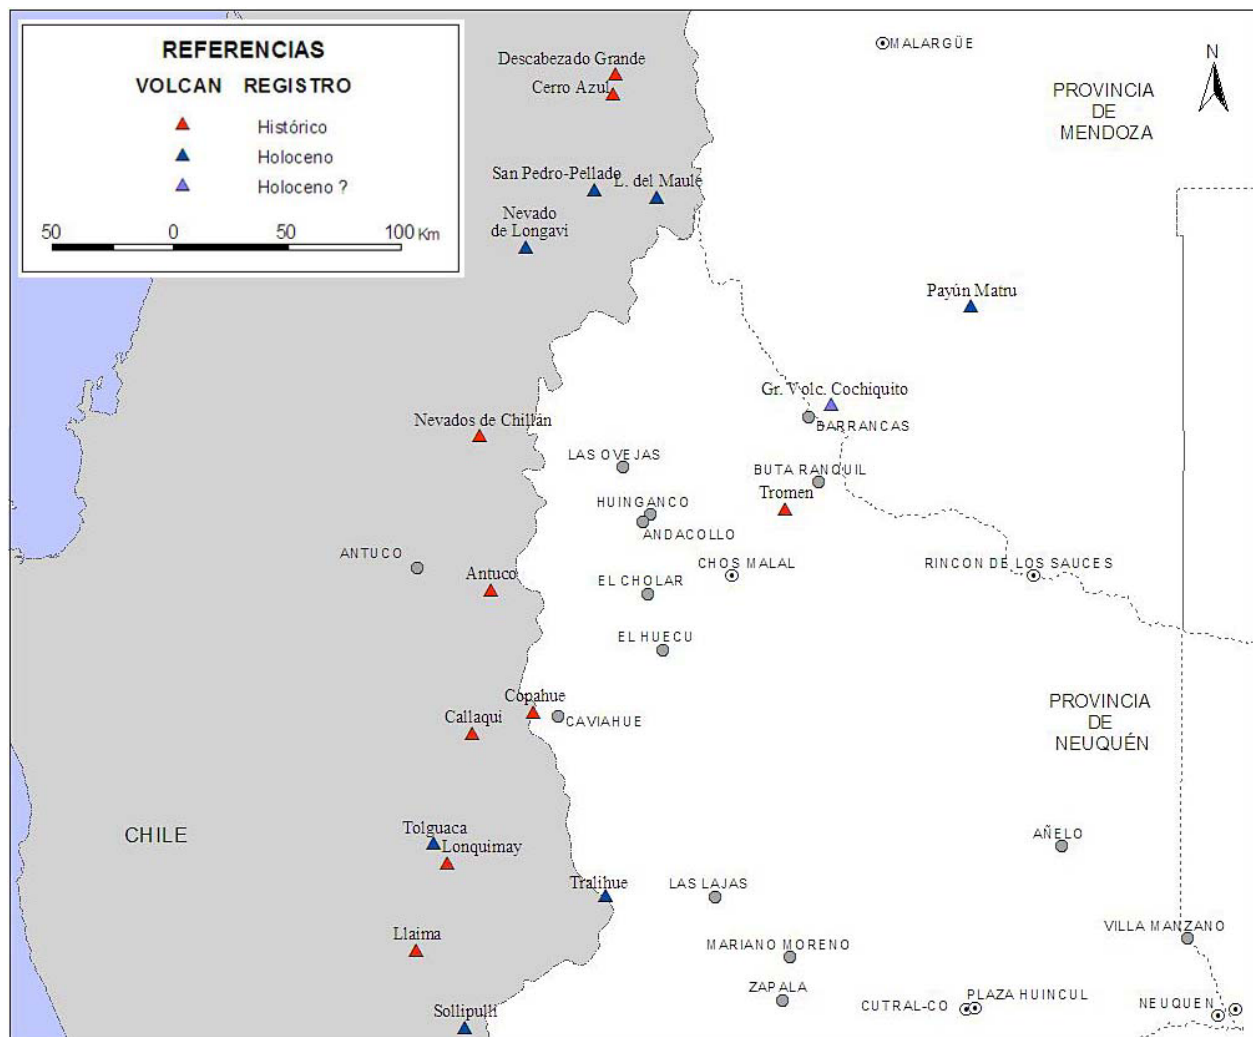 REFERENCIAS
VOLCAN REGISTRO
Histórico
Holoceno
Holoceno ?
50 0 50 100 Km
Descabezado Grande
Cerro Azul
MALARGÜE
PROVINCIA
DE
MENDOZA
N
San Pedro-Pellado
L. del Maule
Nevado
de Longavi
Payún Matru
Gr. Volc. Cochiquito
BARRANCAS
Nevados de Chillán
LAS OVEJAS
BUTA RANQUIL
Tromen
HUINGANCO
ANDACOLLO
ANTUCO
Antuco
CHOS MALAL
RINCON DE LOS SAUCES
EL CHOLAR
EL HUECU
Copahue
CAVIAHUE
Callaqui
PROVINCIA
DE
NEUQUÉN
CHILE
Tolguaca
Lonquimay
AÑELO
Tralihue
LAS LAJAS
Llaima
VILLA MANZANO
MARIANO MORENO
ZAPALA
CUTRAL-CO
PLAZA HUINCUL
NEUQUEN
Sollipulli